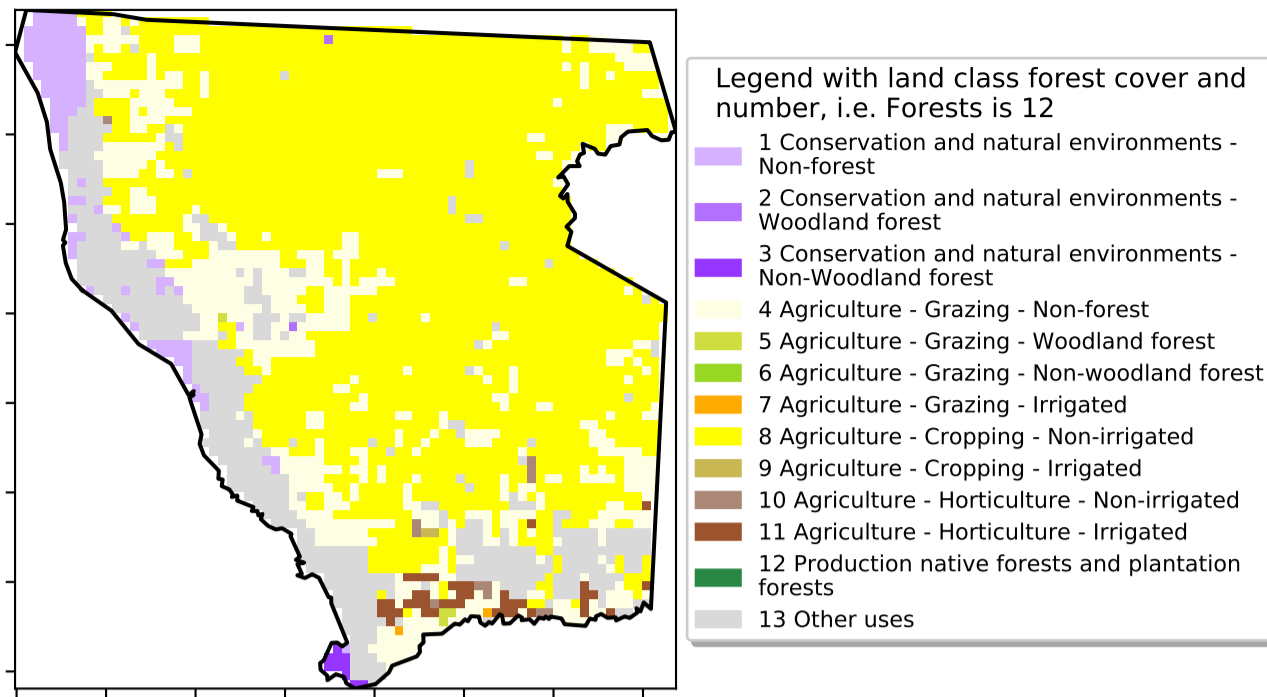 Legend with land class forest cover and
number, i.e. Forests is 12
1 Conservation and natural environments -
Non-forest
2 Conservation and natural environments -
Woodland forest
3 Conservation and natural environments -
Non-Woodland forest
4 Agriculture - Grazing - Non-forest
5 Agriculture - Grazing - Woodland forest
6 Agriculture - Grazing - Non-woodland forest
7 Agriculture - Grazing - Irrigated
8 Agriculture - Cropping - Non-irrigated
9 Agriculture - Cropping - Irrigated
10 Agriculture - Horticulture - Non-irrigated
11 Agriculture - Horticulture - Irrigated
12 Production native forests and plantation
forests
13 Other uses